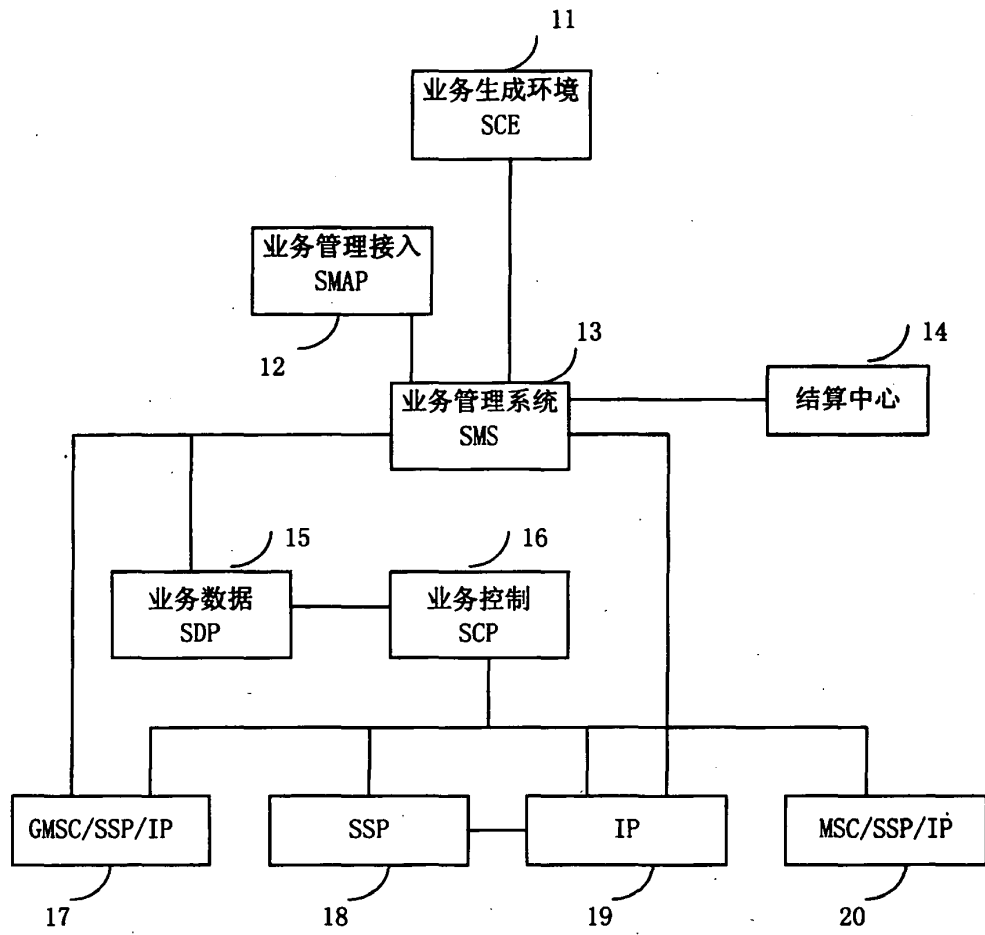 11
业务生成环境
SCE
业务管理接入
SMAP
12
13
14
业务管理系统
SMS
结算中心
15
16
业务数据
SDP
业务控制
SCP
GMSC/SSP/IP
SSP
IP
MSC/SSP/IP
17
18
19
20